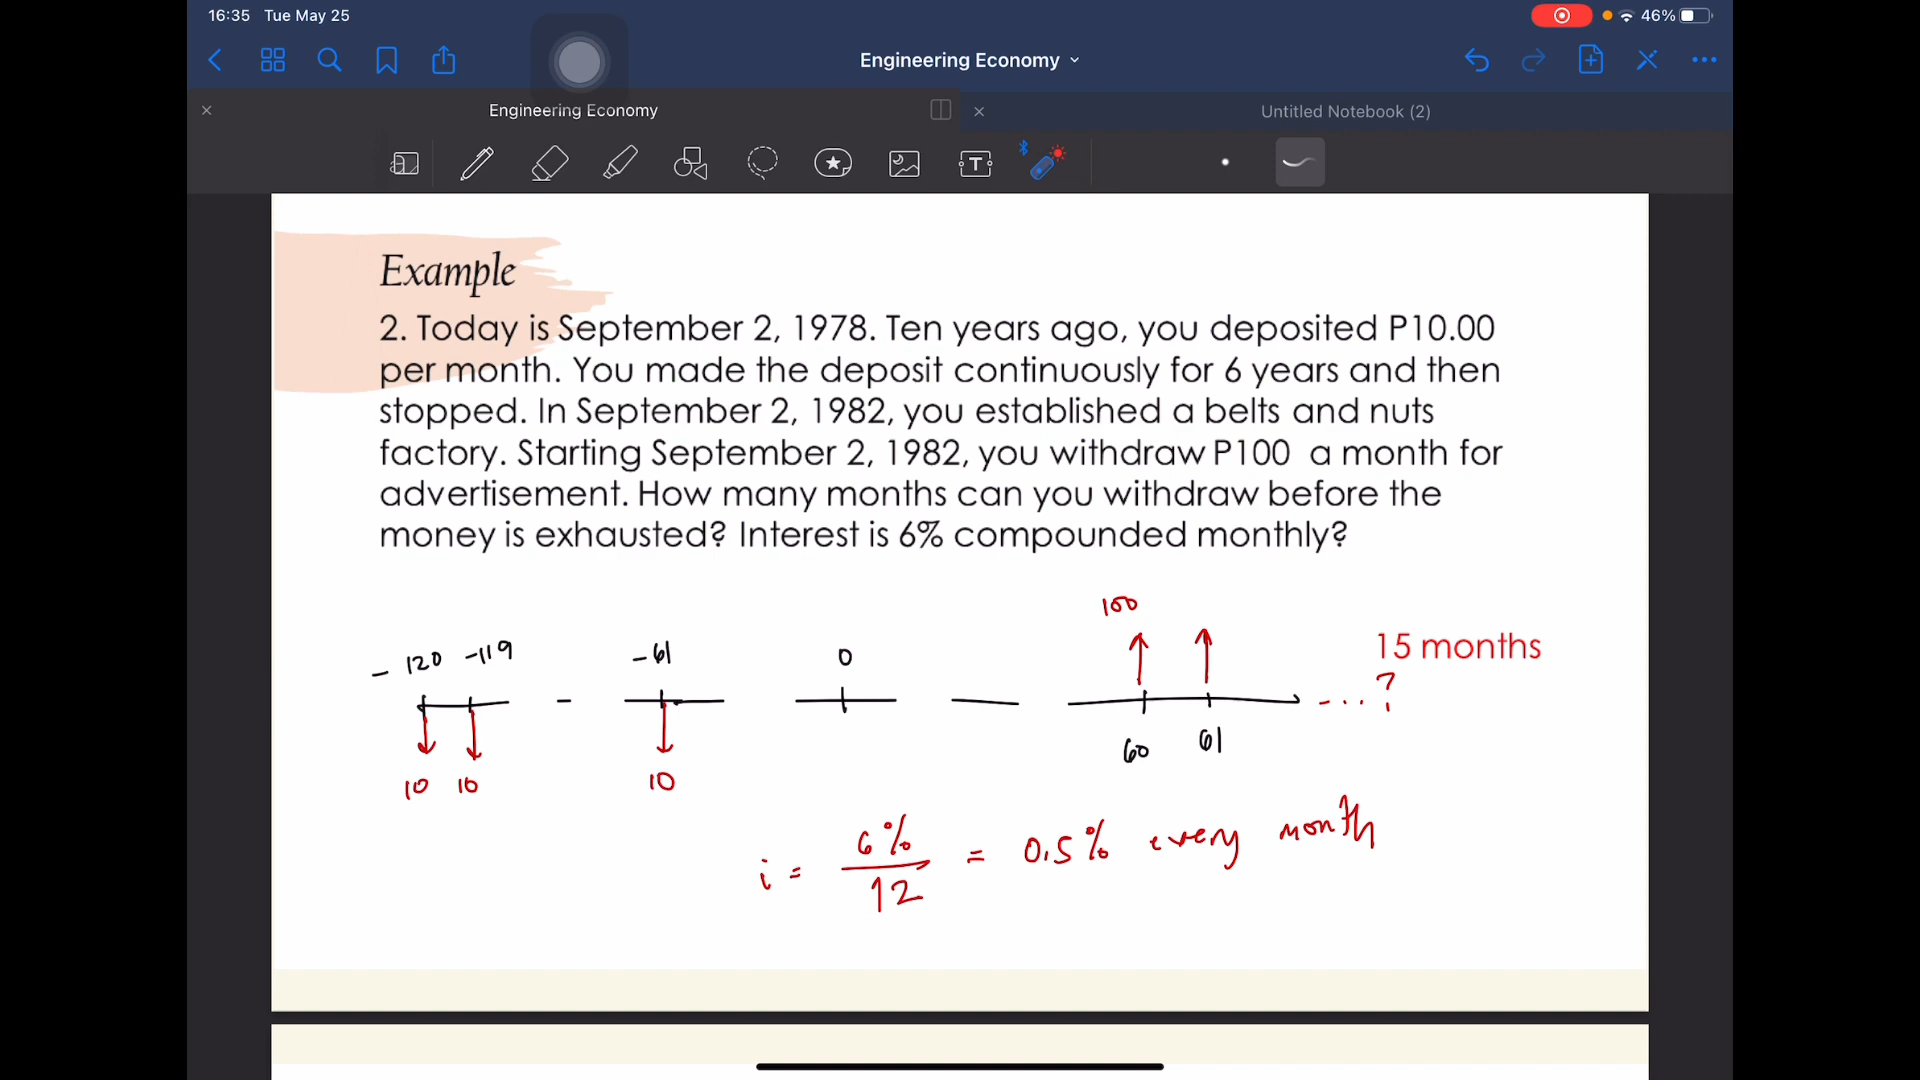 16:35 Tue May 25
46%
Engineering Economy
Engineering Economy
Untitled Notebook (2)
Example
2. Today is September 2, 1978. Ten years ago, you deposited P10.00
per month. You made the deposit continuously for 6 years and then
stopped. In September 2, 1982, you established a belts and nuts
factory. Starting September 2, 1982, you withdraw P100 a month for
advertisement. How many months can you withdraw before the
money is exhausted? Interest is 6% compounded monthly?
100
-120 -119 -61 0 15 months
- - ... ?
60 61
10 10 10
i = 6%/12 = 0.5% every month